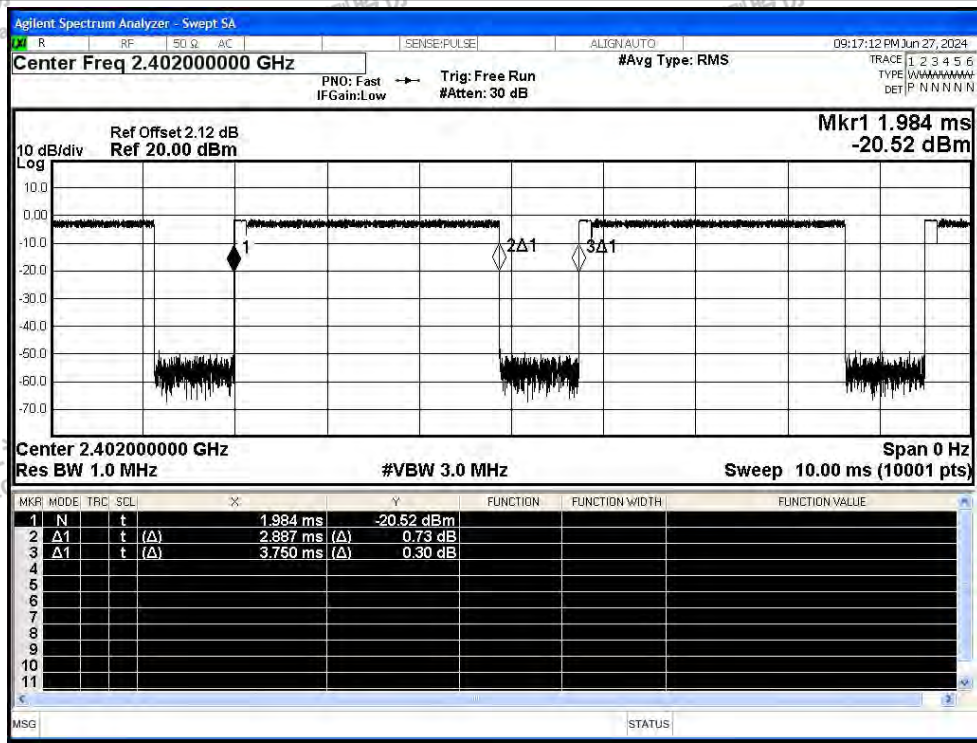 Agilent Spectrum Analyzer - Swept SA
R RF 50 Ω AC SENSE:PULSE ALIGNAUTO 09:17:12 PM Jun 27, 2024
Center Freq 2.402000000 GHz #Avg Type: RMS TRACE 1 2 3 4 5 6
PNO: Fast Trig: Free Run TYPE WWWWWW
IFGain:Low #Atten: 30 dB DET P N N N N N
Mkr1 1.984 ms
Ref Offset 2.12 dB
10 dB/div Ref 20.00 dBm -20.52 dBm
Log
10.0
0.00
-10.0
1 2Δ1 3Δ1
-20.0
-30.0
-40.0
-50.0
-60.0
-70.0
Center 2.402000000 GHz Span 0 Hz
Res BW 1.0 MHz #VBW 3.0 MHz Sweep 10.00 ms (10001 pts)
MKR MODE TRC SCL X Y FUNCTION FUNCTION WIDTH FUNCTION VALUE
1 N t 1.984 ms -20.52 dBm
2 Δ1 t (Δ) 2.887 ms (Δ) 0.73 dB
3 Δ1 t (Δ) 3.750 ms (Δ) 0.30 dB
4
5
6
7
8
9
10
11
MSG STATUS